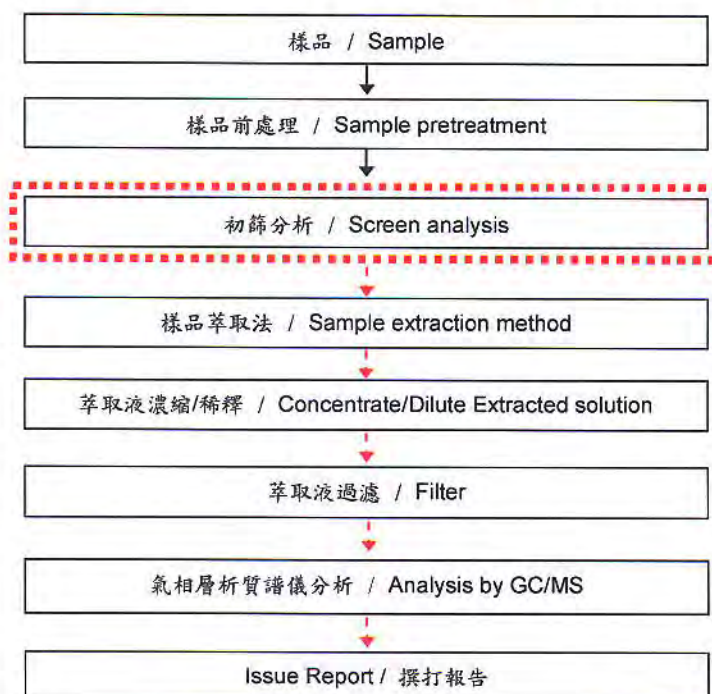 樣品 / Sample
樣品前處理 / Sample pretreatment
初篩分析 / Screen analysis
樣品萃取法 / Sample extraction method
萃取液濃縮/稀釋 / Concentrate/Dilute Extracted solution
萃取液過濾 / Filter
氣相層析質譜儀分析 / Analysis by GC/MS
Issue Report / 撰打報告